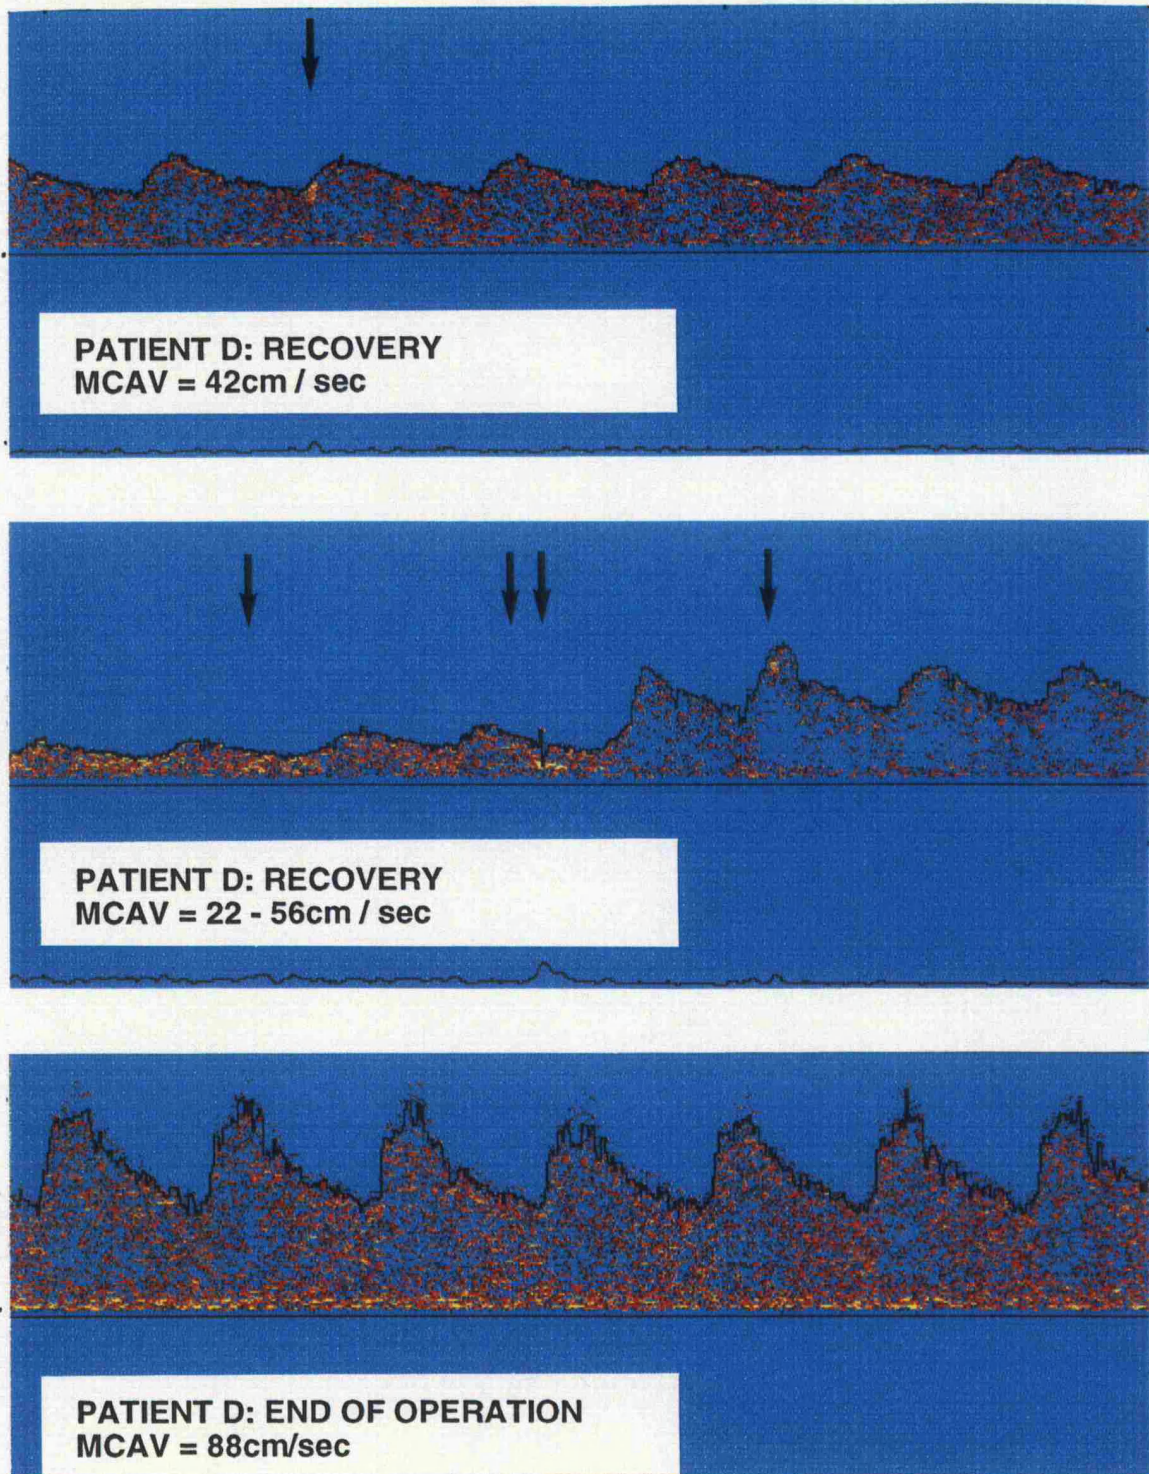 PATIENT D: RECOVERY
MCAV = 42cm / sec
PATIENT D: RECOVERY
MCAV = 22 - 56cm / sec
PATIENT D: END OF OPERATION
MCAV = 88cm/sec